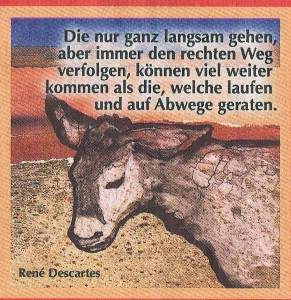 Die nur ganz langsam gehen,
aber immer den rechten Weg
verfolgen, können viel weiter
kommen als die, welche laufen
und auf Abwege geraten.
René Descartes